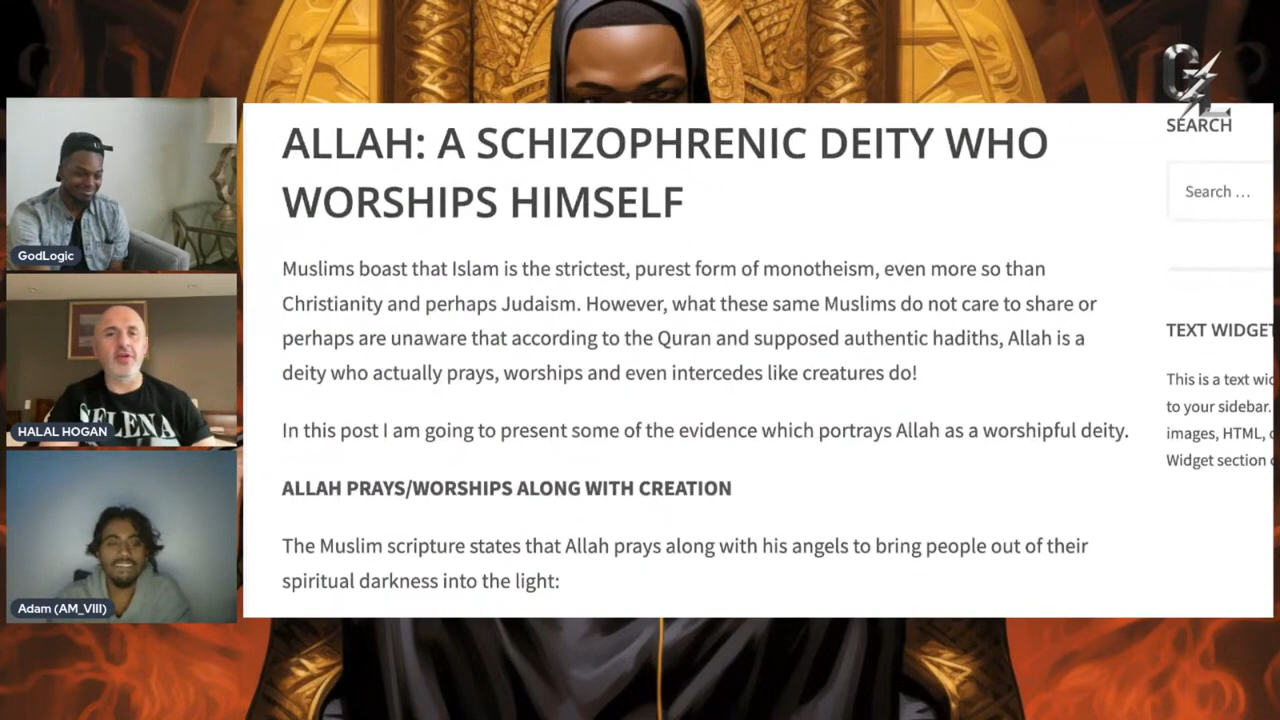 GL
SEARCH
GodLogic
HALAL HOGAN
SELENA
Adam (AM_VIII)
ALLAH: A SCHIZOPHRENIC DEITY WHO
WORSHIPS HIMSELF
Muslims boast that Islam is the strictest, purest form of monotheism, even more so than
Christianity and perhaps Judaism. However, what these same Muslims do not care to share or
perhaps are unaware that according to the Quran and supposed authentic hadiths, Allah is a
deity who actually prays, worships and even intercedes like creatures do!
In this post I am going to present some of the evidence which portrays Allah as a worshipful deity.
ALLAH PRAYS/WORSHIPS ALONG WITH CREATION
The Muslim scripture states that Allah prays along with his angels to bring people out of their
spiritual darkness into the light:
Search ...
TEXT WIDGET
This is a text
to your sidebar.
images, HTML,
Widget section